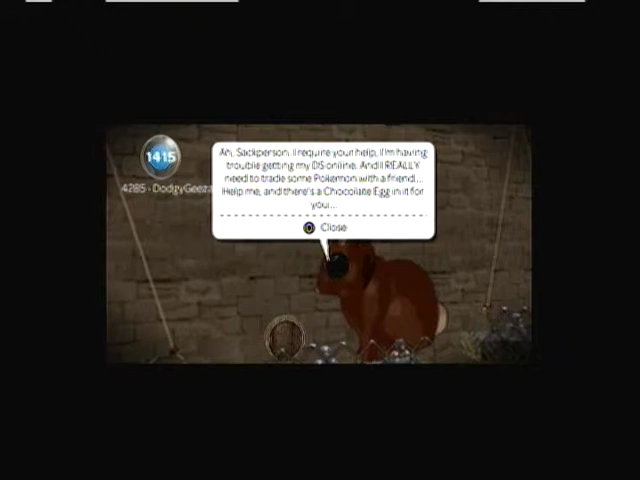 1415
4285 - DodgyGeeza
Ah, Sackperson. I require your help, I'm having
trouble getting my DS online. And I REALLY
need to trade some Pokemon with a friend...
Help me, and there's a Chocolate Egg in it for
you...
Close